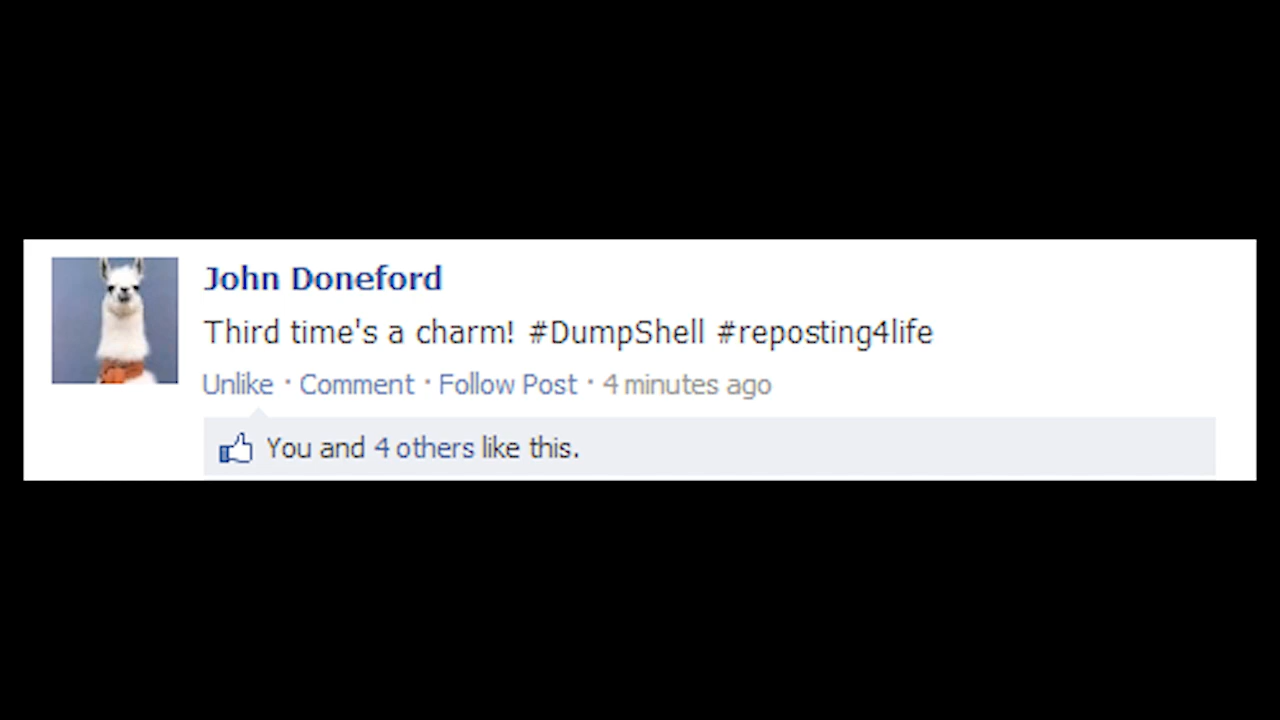 John Doneford
Third time's a charm! #DumpShell #reposting4life
Unlike · Comment · Follow Post · 4 minutes ago
You and 4 others like this.